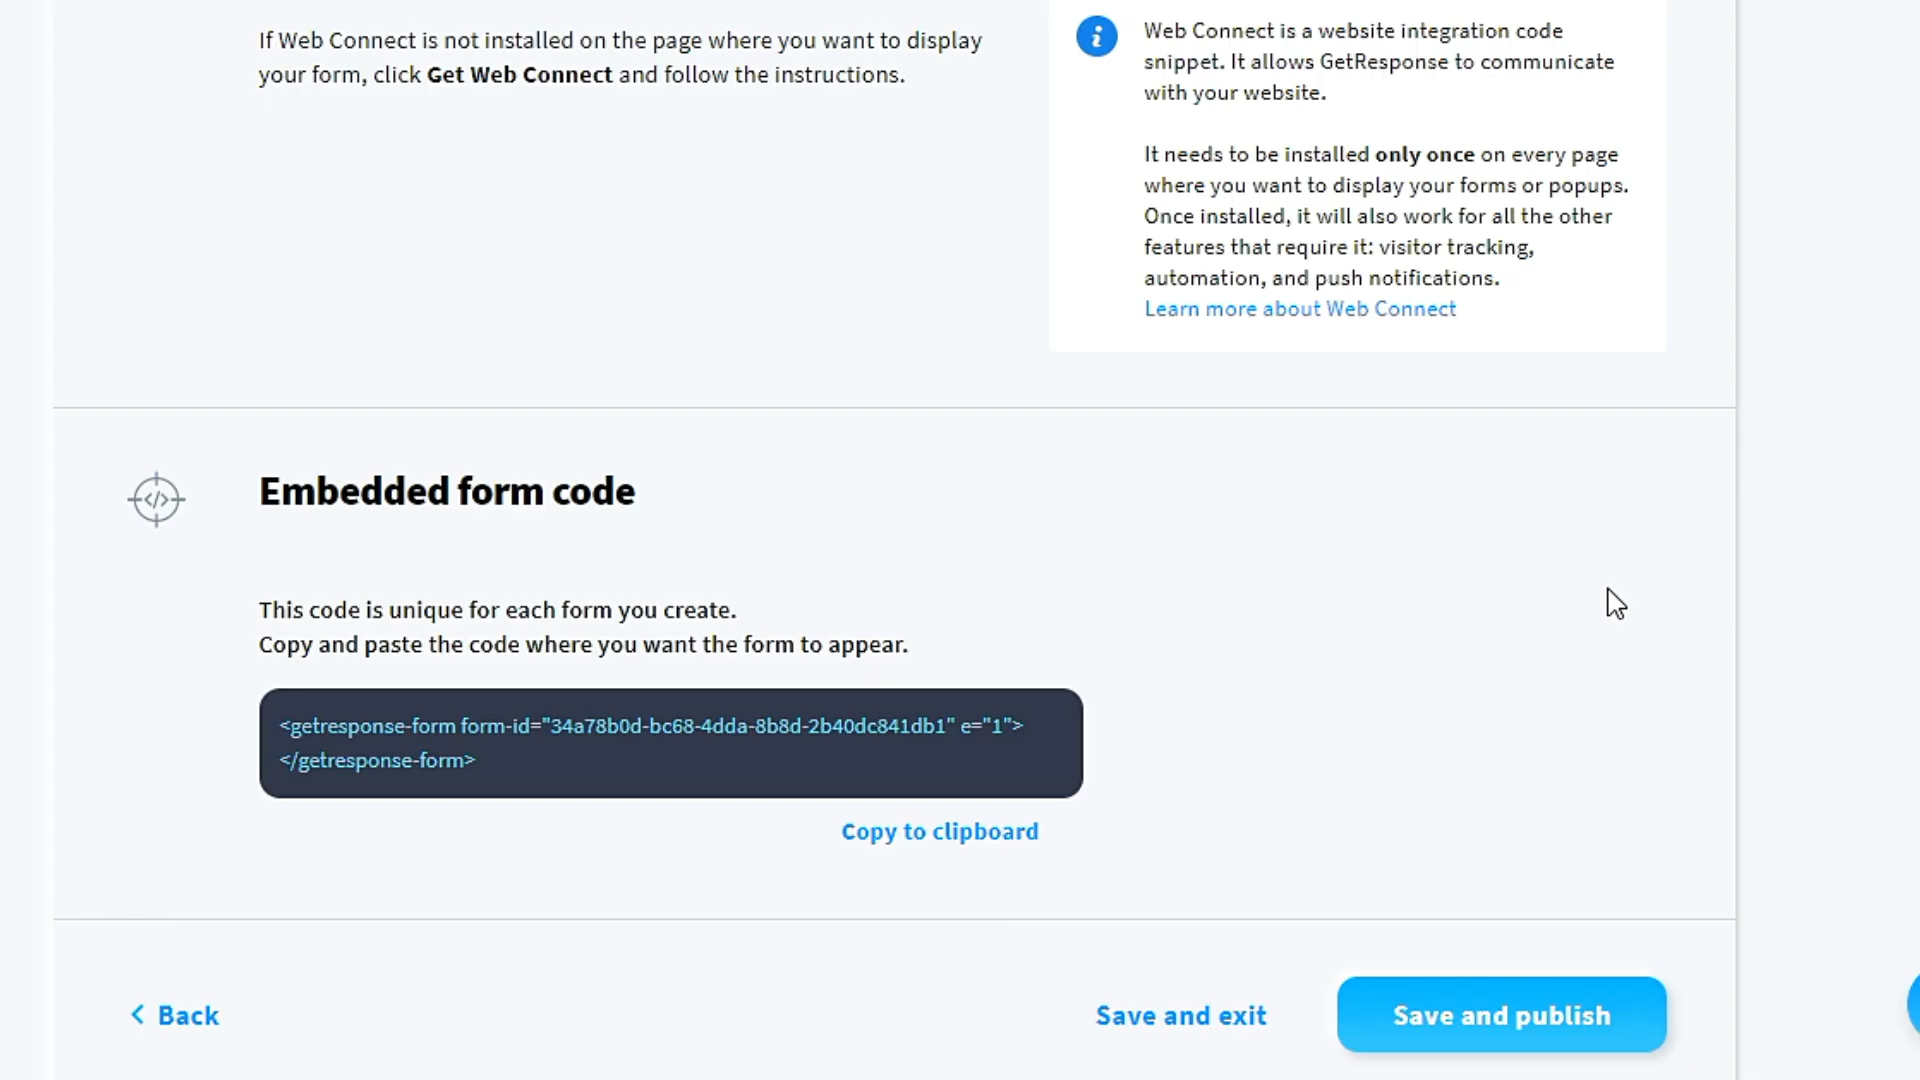 If Web Connect is not installed on the page where you want to display
your form, click Get Web Connect and follow the instructions.
Web Connect is a website integration code
snippet. It allows GetResponse to communicate
with your website.
It needs to be installed only once on every page
where you want to display your forms or popups.
Once installed, it will also work for all the other
features that require it: visitor tracking,
automation, and push notifications.
Learn more about Web Connect
Embedded form code
This code is unique for each form you create.
Copy and paste the code where you want the form to appear.
<getresponse-form form-id="34a78b0d-bc68-4dda-8b8d-2b40dc841db1" e="1">
</getresponse-form>
Copy to clipboard
Back
Save and exit
Save and publish